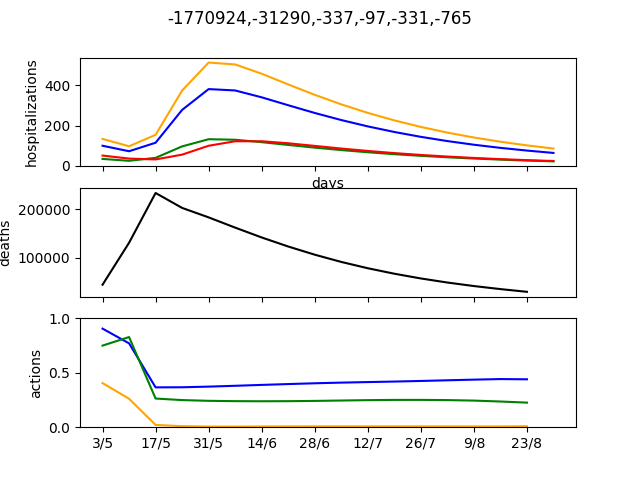 -1770924,-31290,-337,-97,-331,-765
hospitalizations
400
200
0
days
deaths
200000
100000
actions
1.0
0.5
0.0
3/5 17/5 31/5 14/6 28/6 12/7 26/7 9/8 23/8